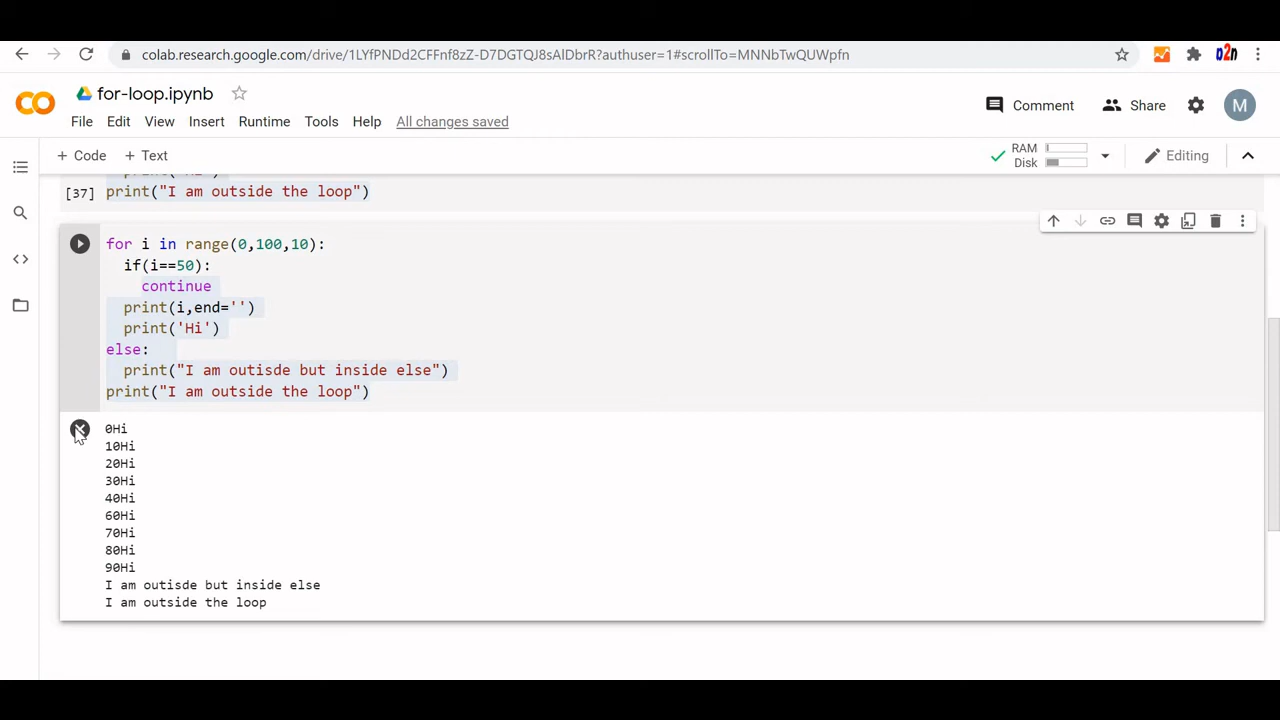 colab.research.google.com/drive/1LYfPNDd2CFFnf8zZ-D7DGTQJ8sAlDbrR?authuser=1#scrollTo=MNNbTwQUWpfn
for-loop.ipynb
Comment
Share
M
File Edit View Insert Runtime Tools Help All changes saved
+ Code + Text
RAM
Disk
Editing
[37] print("I am outside the loop")
for i in range(0,100,10):
if(i==50):
continue
print(i,end='')
print('Hi')
else:
print("I am outisde but inside else")
print("I am outside the loop")
0Hi
10Hi
20Hi
30Hi
40Hi
60Hi
70Hi
80Hi
90Hi
I am outisde but inside else
I am outside the loop